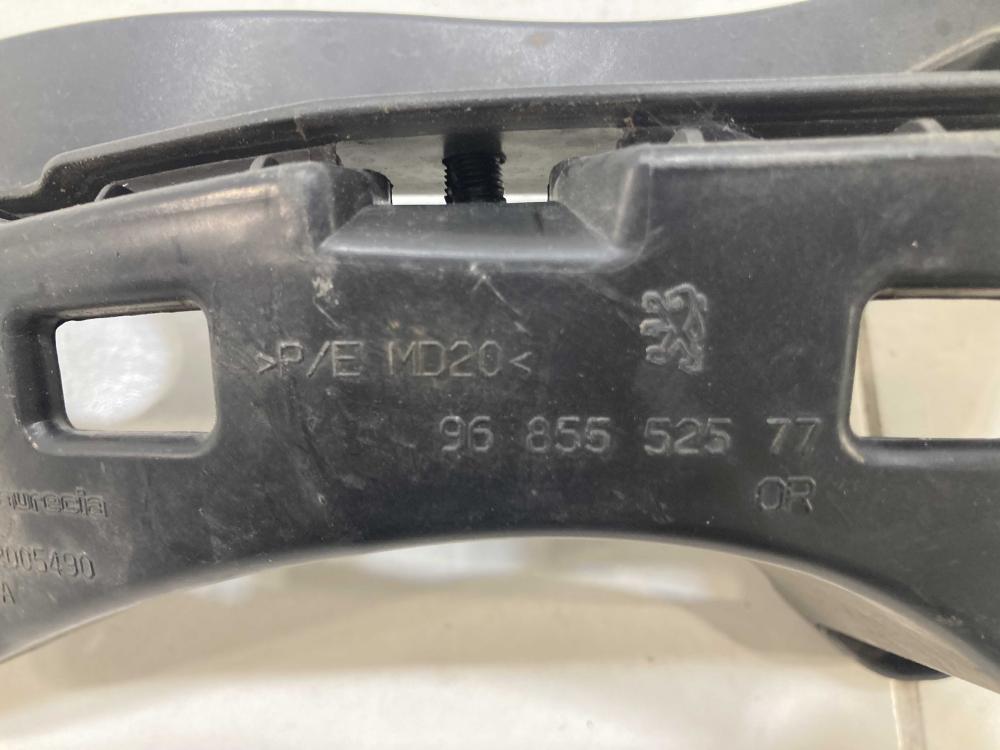 >P/E MD20<
96 855 525 77
OR
aurecia
2005490
A